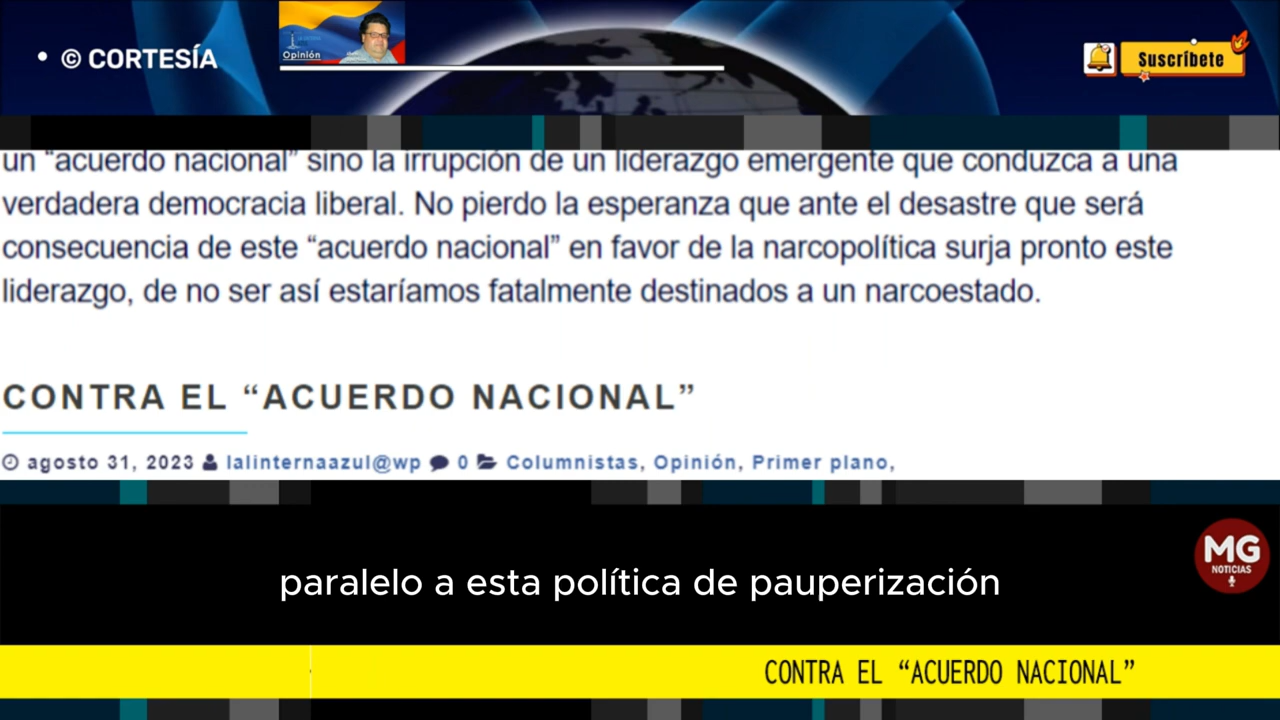 • © CORTESÍA
Opinión
Suscríbete
un “acuerdo nacional” sino la irrupción de un liderazgo emergente que conduzca a una
verdadera democracia liberal. No pierdo la esperanza que ante el desastre que será
consecuencia de este “acuerdo nacional” en favor de la narcopolítica surja pronto este
liderazgo, de no ser así estaríamos fatalmente destinados a un narcoestado.
CONTRA EL “ACUERDO NACIONAL”
agosto 31, 2023 lalinternaazul@wp 0 Columnistas, Opinión, Primer plano,
MG
NOTICIAS
paralelo a esta política de pauperización
CONTRA EL “ACUERDO NACIONAL”